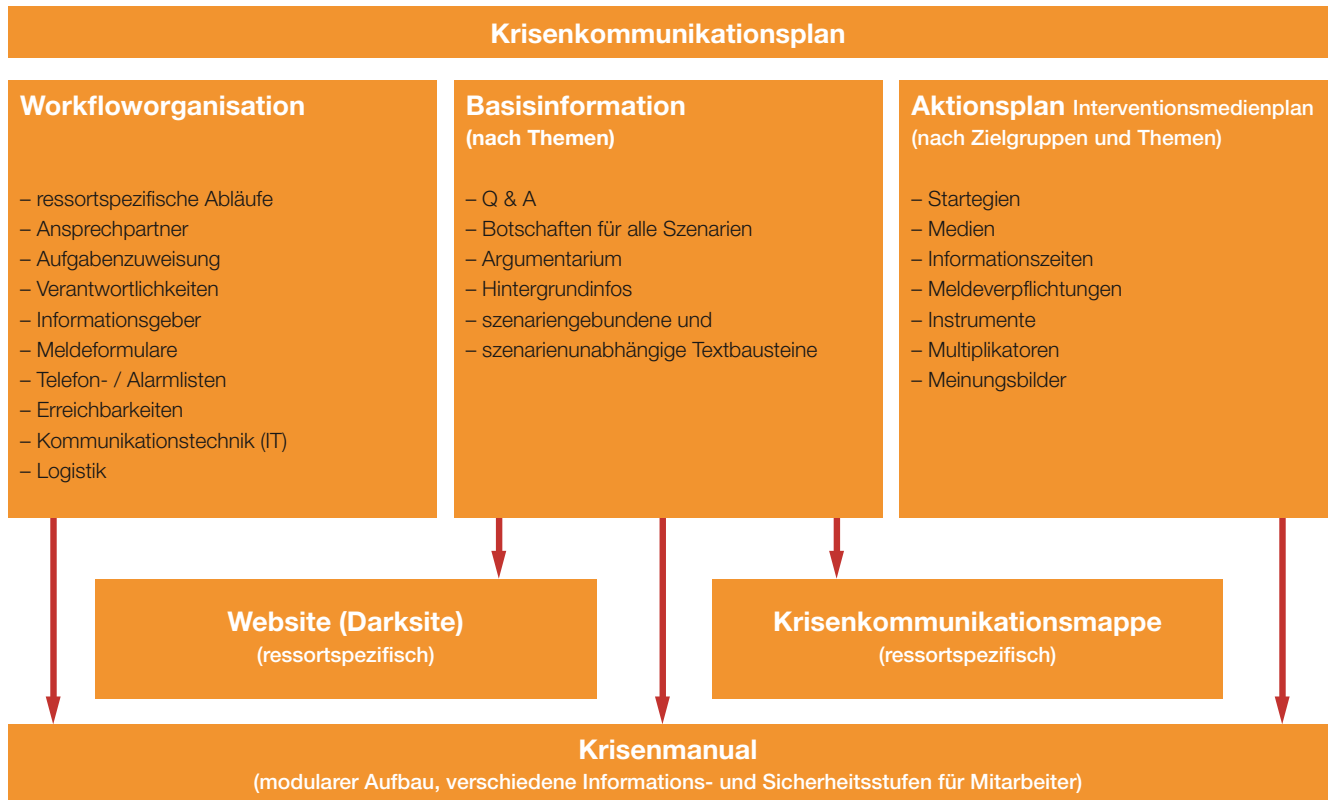 Krisenkommunikationsplan
Workfloworganisation
– ressortspezifische Abläufe
– Ansprechpartner
– Aufgabenzuweisung
– Verantwortlichkeiten
– Informationsgeber
– Meldeformulare
– Telefon- / Alarmlisten
– Erreichbarkeiten
– Kommunikationstechnik (IT)
– Logistik
Basisinformation
(nach Themen)
– Q & A
– Botschaften für alle Szenarien
– Argumentarium
– Hintergrundinfos
– szenariengebundene und
– szenarienunabhängige Textbausteine
Aktionsplan Interventionsmedienplan
(nach Zielgruppen und Themen)
– Startegien
– Medien
– Informationszeiten
– Meldeverpflichtungen
– Instrumente
– Multiplikatoren
– Meinungsbilder
Website (Darksite)
(ressortspezifisch)
Krisenkommunikationsmappe
(ressortspezifisch)
Krisenmanual
(modularer Aufbau, verschiedene Informations- und Sicherheitsstufen für Mitarbeiter)